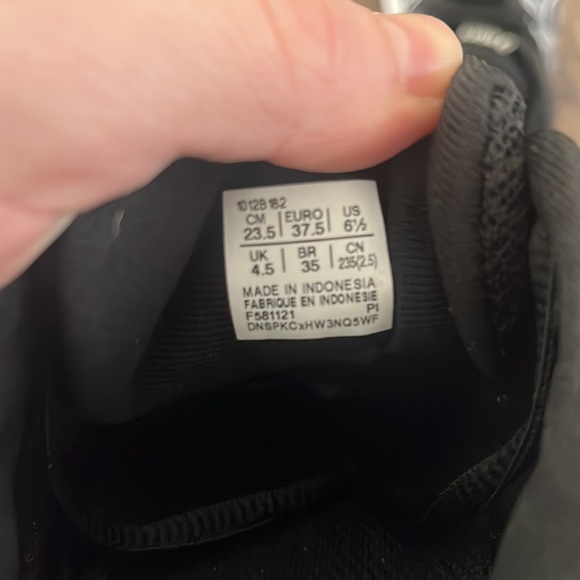 1012B182
CM EURO US
23.5 37.5 6½
UK BR CN
4.5 35 235(2.5)
MADE IN INDONESIA
FABRIQUE EN INDONESIE
F581121 PI
DNSPKCxHW3NQ5WF